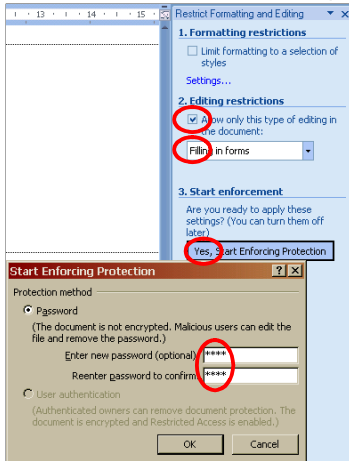 13 14 15
Restrict Formatting and Editing
1. Formatting restrictions
Limit formatting to a selection of
styles
Settings...
2. Editing restrictions
Allow only this type of editing in
the document:
Filling in forms
3. Start enforcement
Are you ready to apply these
settings? (You can turn them off
later)
Yes, Start Enforcing Protection
Start Enforcing Protection
Protection method
Password
(The document is not encrypted. Malicious users can edit the
file and remove the password.)
Enter new password (optional): ****
Reenter password to confirm: ****
User authentication
(Authenticated owners can remove document protection. The
document is encrypted and Restricted Access is enabled.)
OK Cancel